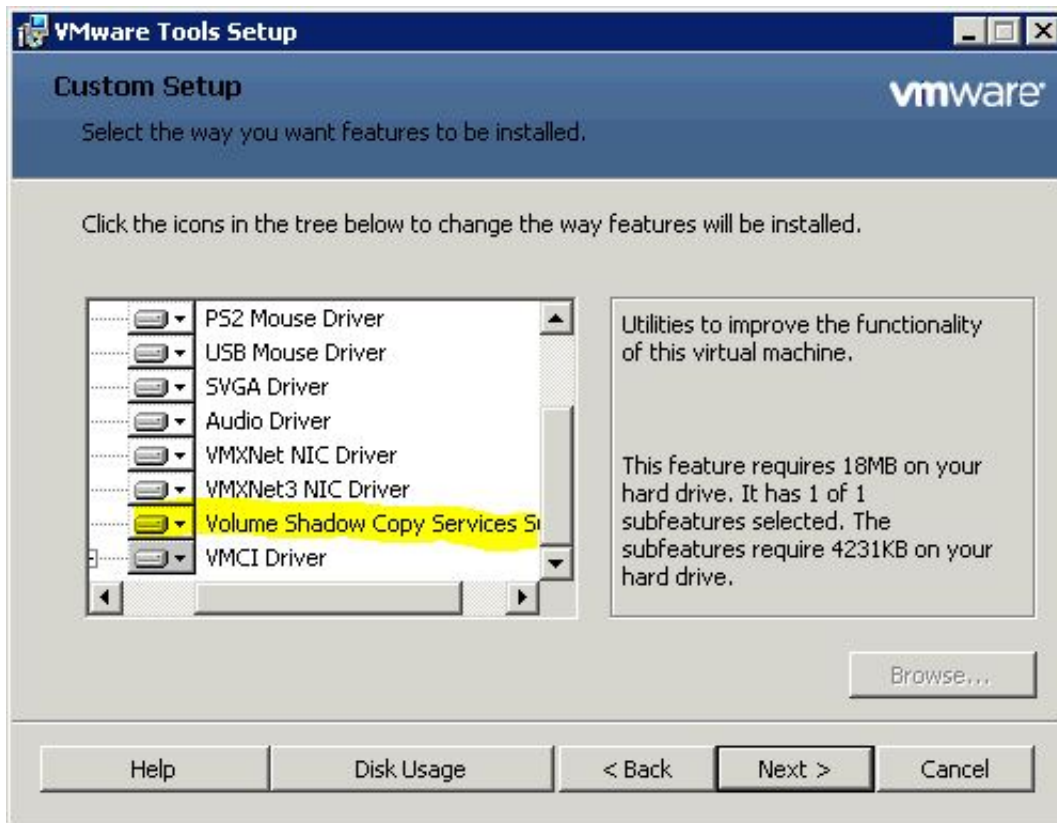 VMware Tools Setup
Custom Setup
vmware
Select the way you want features to be installed.
Click the icons in the tree below to change the way features will be installed.
PS2 Mouse Driver
USB Mouse Driver
SVGA Driver
Audio Driver
VMXNet NIC Driver
VMXNet3 NIC Driver
Volume Shadow Copy Services
VMCI Driver
Utilities to improve the functionality
of this virtual machine.
This feature requires 18MB on your
hard drive. It has 1 of 1
subfeatures selected. The
subfeatures require 4231KB on your
hard drive.
Browse...
Help
Disk Usage
< Back
Next >
Cancel